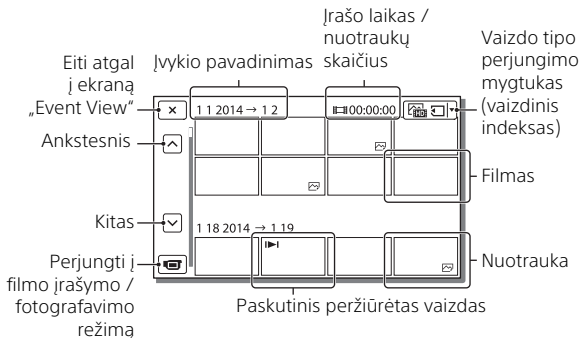 Eiti atgal
į ekraną
„Event View“
Įvykio pavadinimas
Įrašo laikas /
nuotraukų
skaičius
Vaizdo tipo
perjungimo
mygtukas
(vaizdinis
indeksas)
Ankstesnis
1 1 2014 → 1 2
00:00:00
HD
Filmas
Kitas
1 18 2014 → 1 19
Perjungti į
filmo įrašymo /
fotografavimo
režimą
Nuotrauka
Paskutinis peržiūrėtas vaizdas